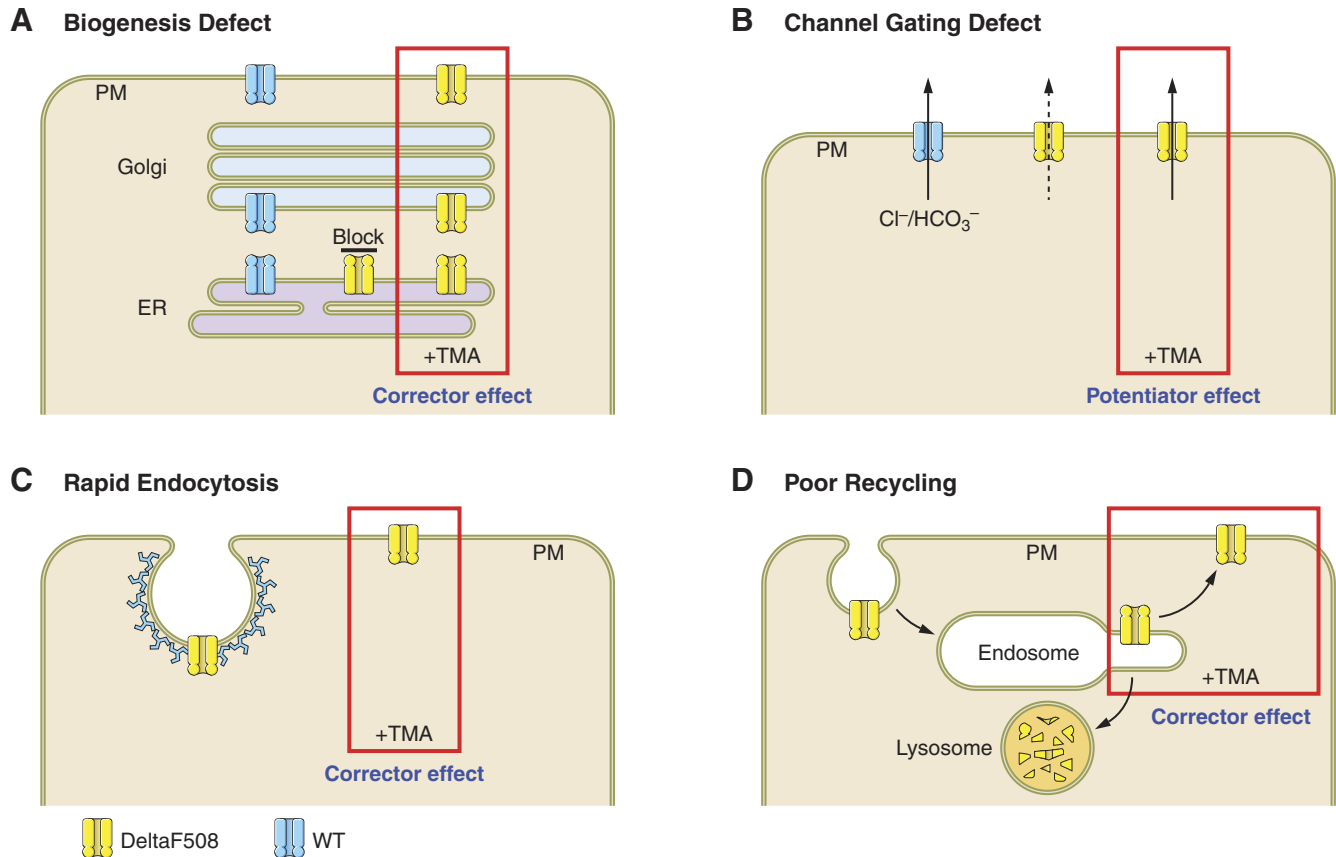 A Biogenesis Defect
PM
Golgi
Block
ER
+TMA
Corrector effect
B Channel Gating Defect
PM
Cl⁻/HCO₃⁻
+TMA
Potentiator effect
C Rapid Endocytosis
PM
+TMA
Corrector effect
D Poor Recycling
PM
Endosome
+TMA
Corrector effect
Lysosome
DeltaF508 WT